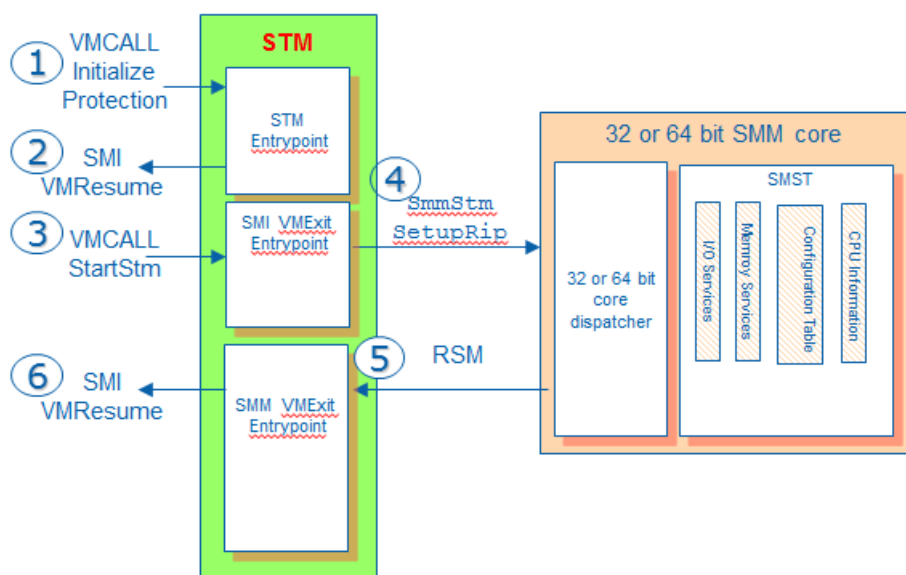 STM
1
VMCALL
Initialize
Protection
STM
Entrypoint
2
SMI
VMResume
3
VMCALL
StartStm
SMI VMExit
Entrypoint
4
SmmStm
SetupRip
32 or 64 bit SMM core
32 or 64 bit
core
dispatcher
SMST
I/O Services
Memroy Services
Configuration Table
CPU Information
5
RSM
6
SMI
VMResume
SMM VMExit
Entrypoint